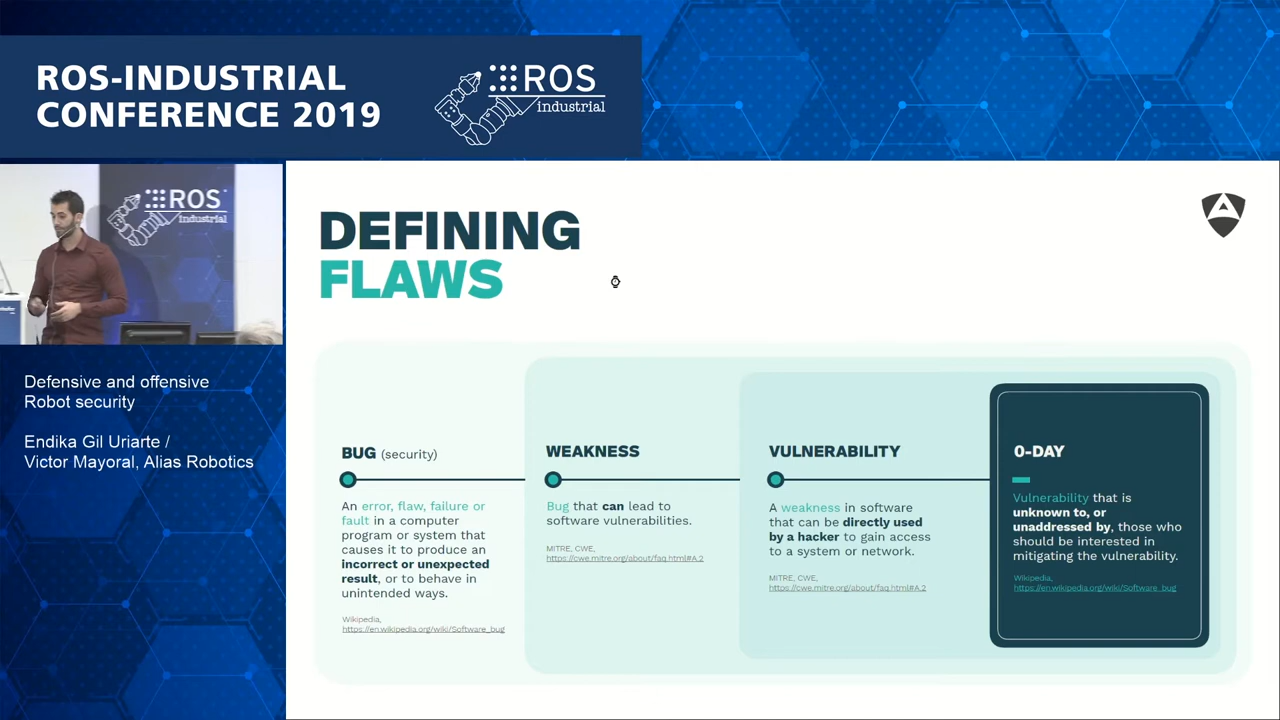 ROS-INDUSTRIAL
CONFERENCE 2019
ROS
industrial
ROS
industrial
Defensive and offensive
Robot security
Endika Gil Uriarte /
Victor Mayoral, Alias Robotics
DEFINING
FLAWS
BUG (security)
An error, flaw, failure or
fault in a computer
program or system that
causes it to produce an
incorrect or unexpected
result, or to behave in
unintended ways.
Wikipedia,
https://en.wikipedia.org/wiki/Software_bug
WEAKNESS
Bug that can lead to
software vulnerabilities.
MITRE, CWE,
https://cwe.mitre.org/about/faq.html#A.2
VULNERABILITY
A weakness in software
that can be directly used
by a hacker to gain access
to a system or network.
MITRE, CWE,
https://cwe.mitre.org/about/faq.html#A.2
0-DAY
Vulnerability that is
unknown to, or
unaddressed by, those who
should be interested in
mitigating the vulnerability.
Wikipedia,
https://en.wikipedia.org/wiki/Software_bug